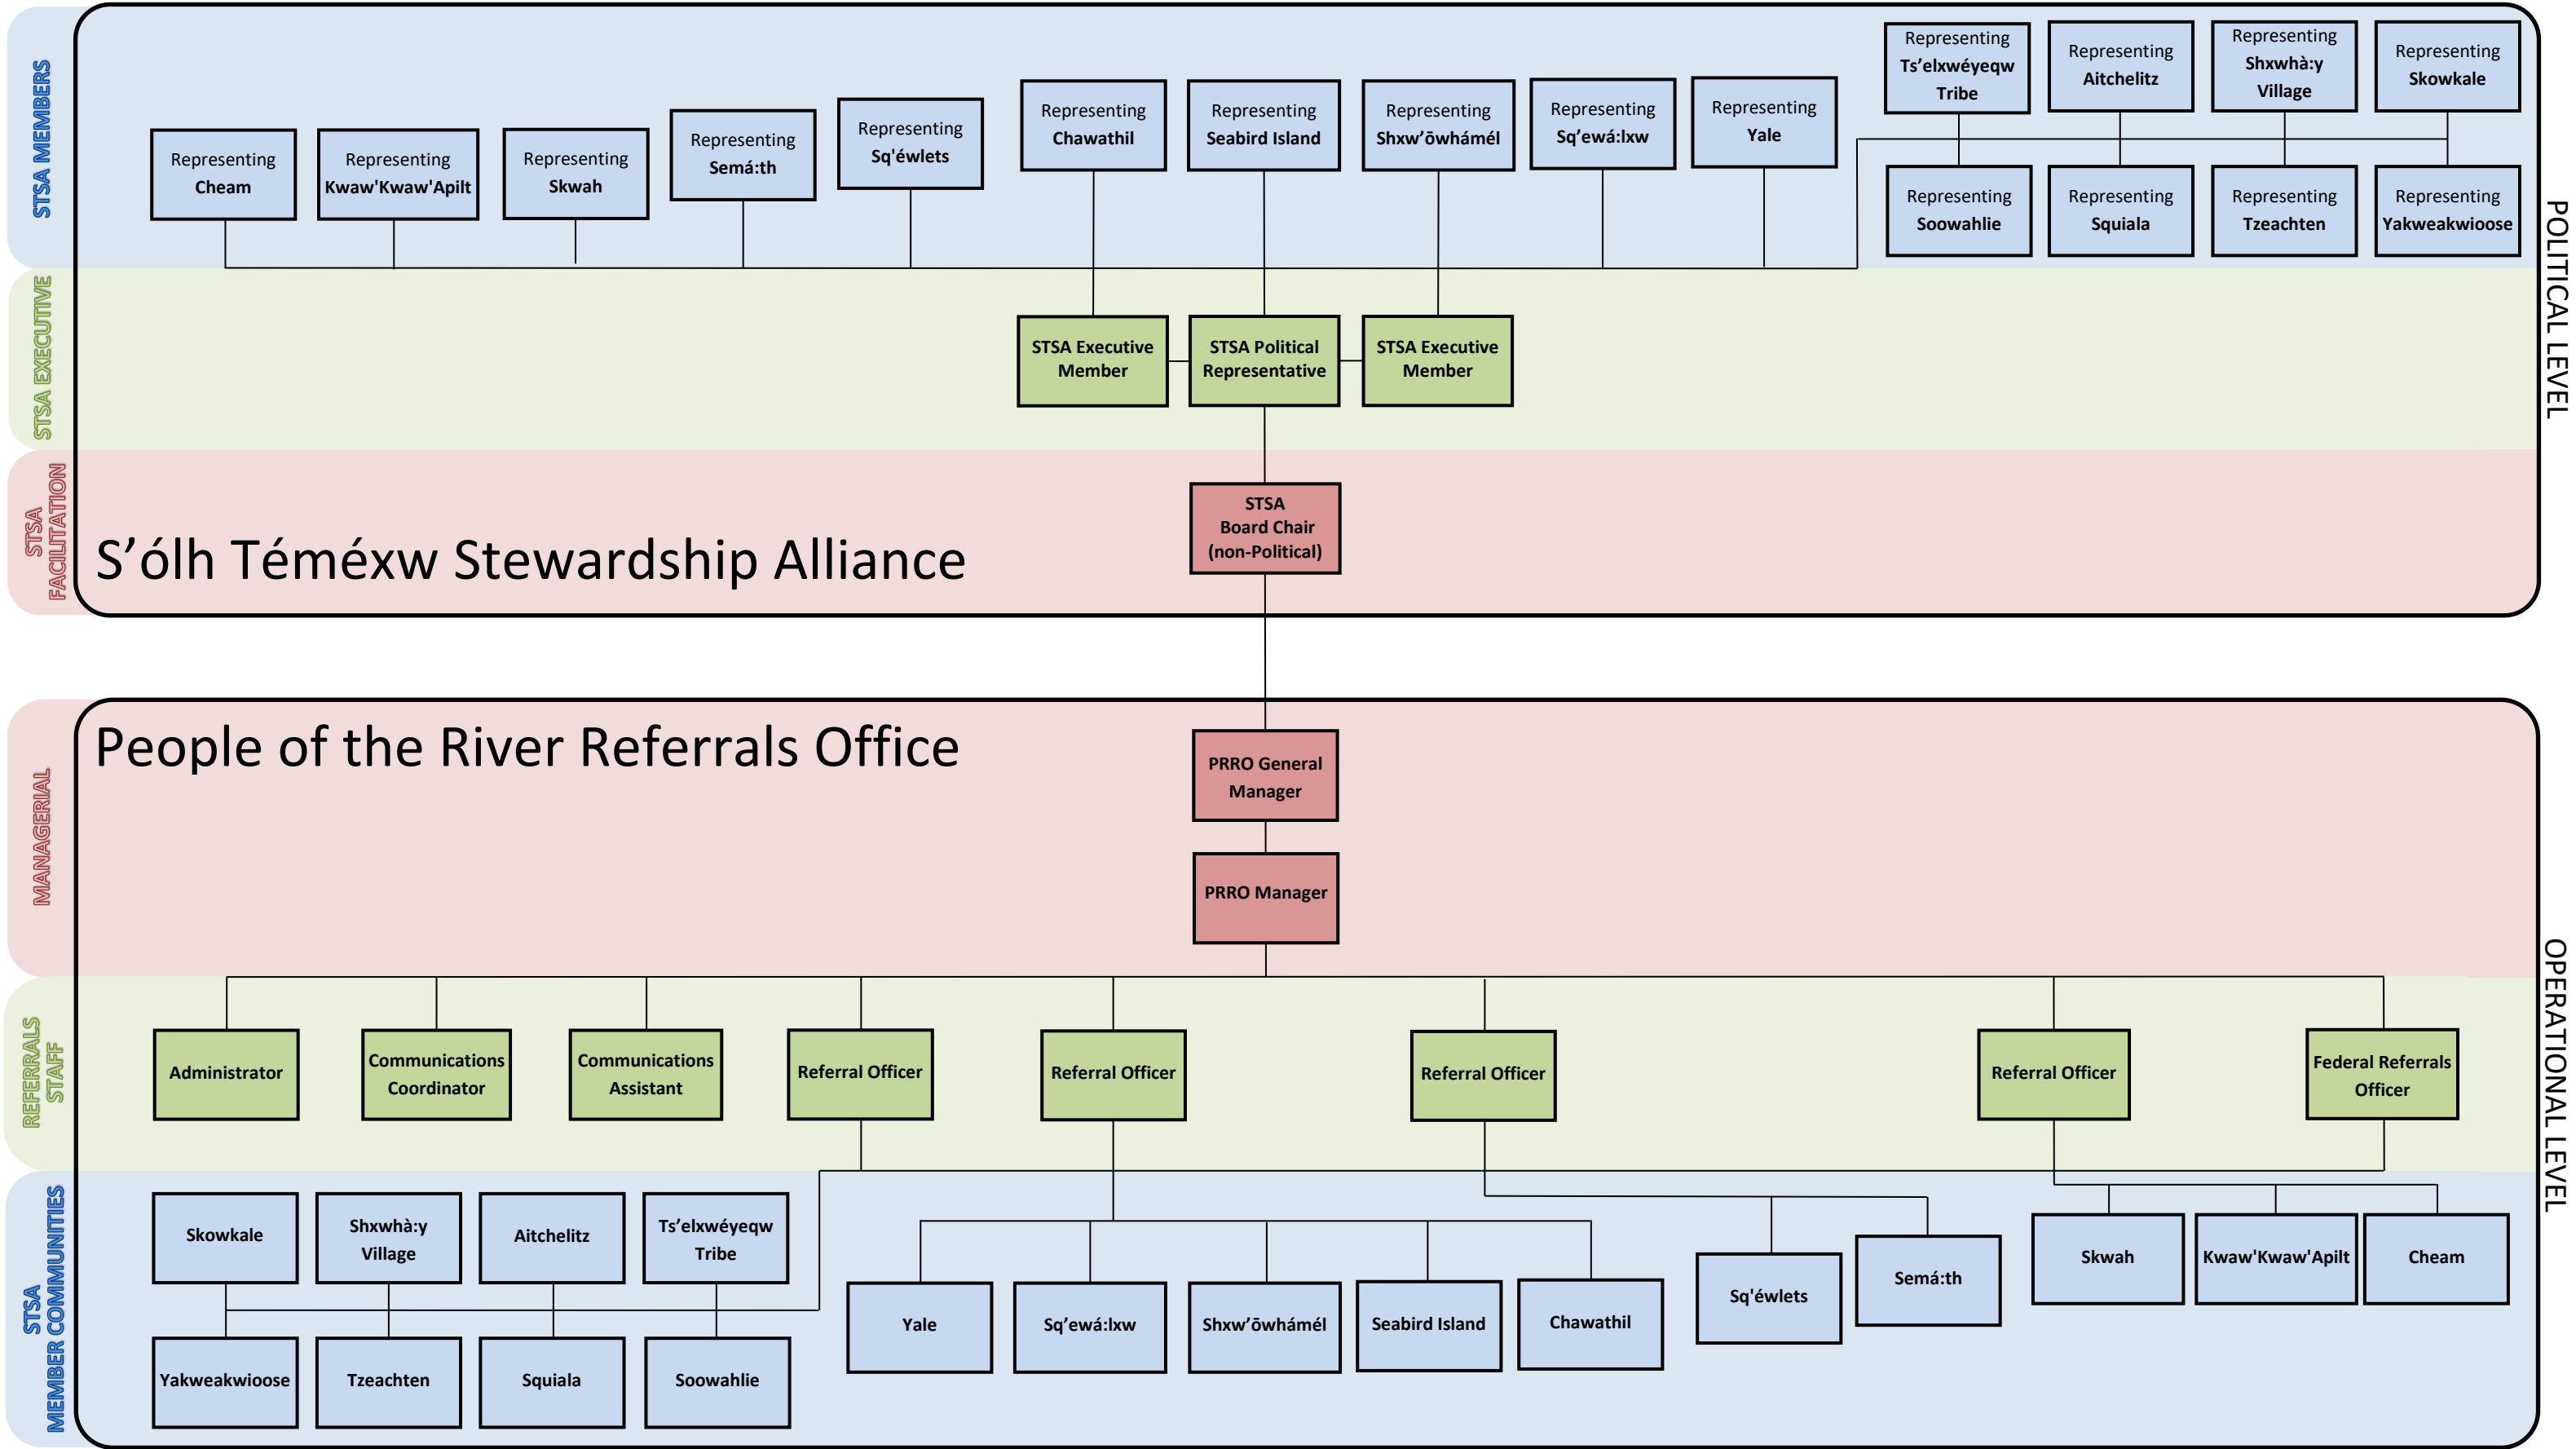 STSA MEMBERS
Representing
Cheam
Representing
Kwaw'Kwaw'Apilt
Representing
Skwah
Representing
Semá:th
Representing
Sq'éwlets
Representing
Chawathil
Representing
Seabird Island
Representing
Shxw’ōwhámél
Representing
Sq’ewá:lxw
Representing
Yale
Representing
Ts’elxwéyeqw
Tribe
Representing
Aitchelitz
Representing
Shxwhà:y
Village
Representing
Skowkale
Representing
Soowahlie
Representing
Squiala
Representing
Tzeachten
Representing
Yakweakwioose
POLITICAL LEVEL
STSA EXECUTIVE
STSA Executive
Member
STSA Political
Representative
STSA Executive
Member
STSA
FACILITATION
S’ólh Téméxw Stewardship Alliance
STSA
Board Chair
(non-Political)
People of the River Referrals Office
MANAGERIAL
PRRO General
Manager
PRRO Manager
OPERATIONAL LEVEL
REFERRALS
STAFF
Administrator
Communications
Coordinator
Communications
Assistant
Referral Officer
Referral Officer
Referral Officer
Referral Officer
Federal Referrals
Officer
STSA
MEMBER COMMUNITIES
Skowkale
Shxwhà:y
Village
Aitchelitz
Ts’elxwéyeqw
Tribe
Yakweakwioose
Tzeachten
Squiala
Soowahlie
Yale
Sq’ewá:lxw
Shxw’ōwhámél
Seabird Island
Chawathil
Sq'éwlets
Semá:th
Skwah
Kwaw'Kwaw'Apilt
Cheam